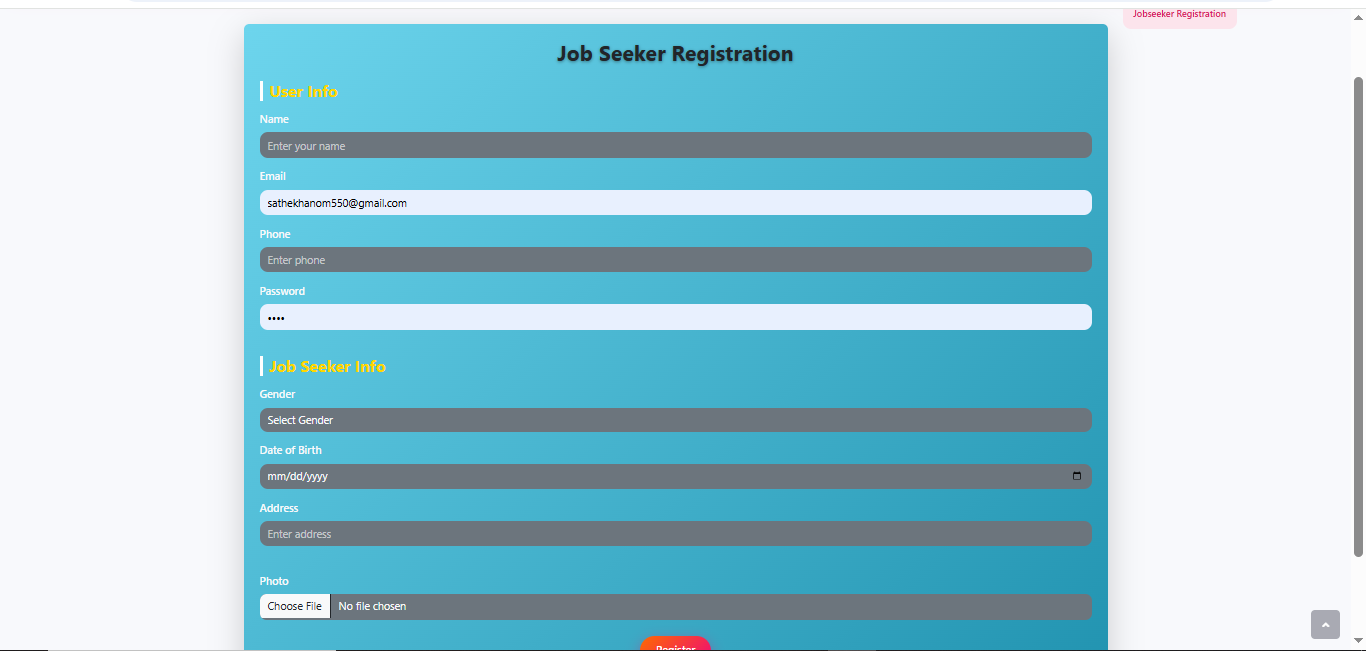 Jobseeker Registration
Job Seeker Registration
User Info
Name
Enter your name
Email
sathekhanom550@gmail.com
Phone
Enter phone
Password
••••
Job Seeker Info
Gender
Select Gender
Date of Birth
mm/dd/yyyy
Address
Enter address
Photo
Choose File No file chosen
Register